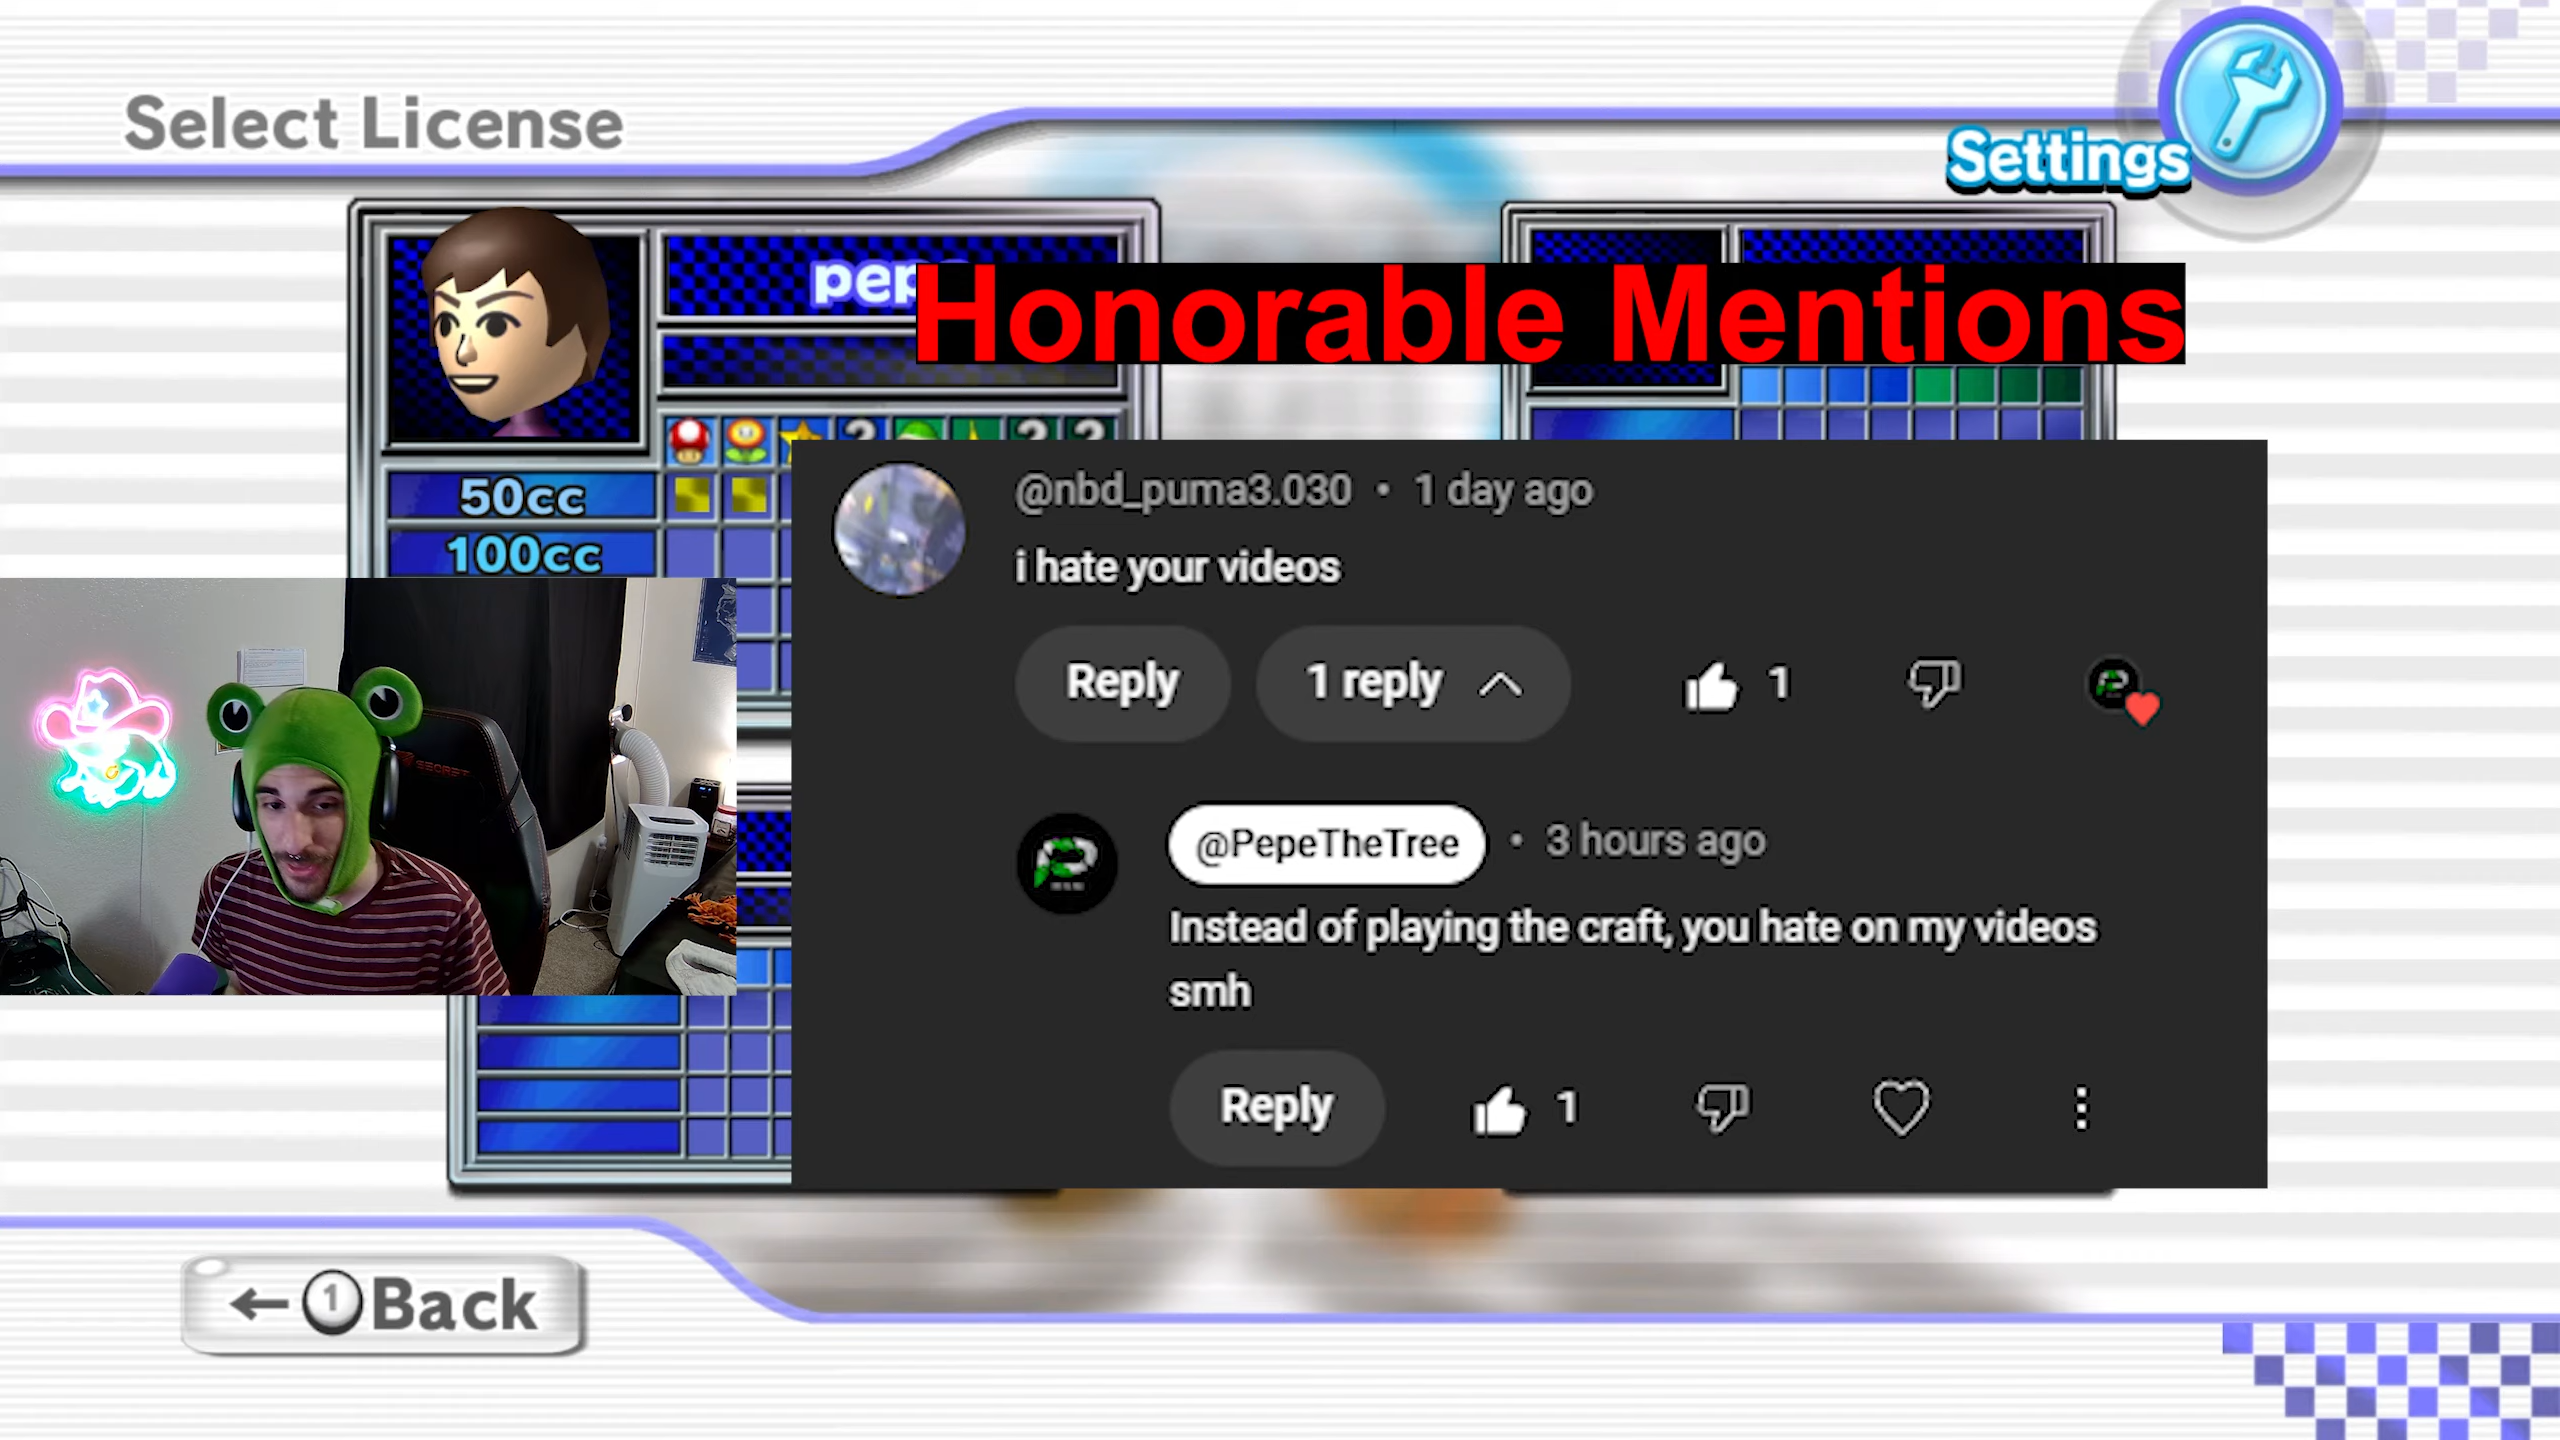 Select License
Settings
pep
Honorable Mentions
50cc
100cc
@nbd_puma3.030 • 1 day ago
i hate your videos
Reply
1 reply
1
@PepeTheTree • 3 hours ago
Instead of playing the craft, you hate on my videos
smh
Reply
1
SECRET
← 1 Back